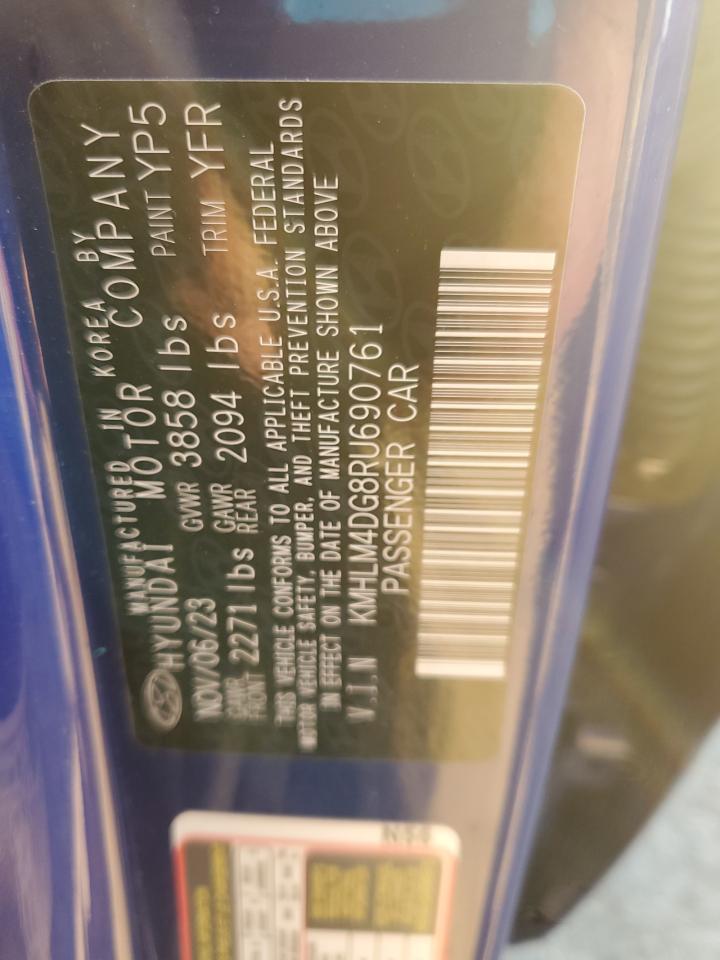 MANUFACTURED IN KOREA BY
HYUNDAI MOTOR COMPANY
NOV/06/23 GVWR 3858 lbs PAINT YP5
GAWR FRONT 2271 lbs GAWR REAR 2094 lbs TRIM YFR
THIS VEHICLE CONFORMS TO ALL APPLICABLE U.S.A. FEDERAL
MOTOR VEHICLE SAFETY, BUMPER, AND THEFT PREVENTION STANDARDS
IN EFFECT ON THE DATE OF MANUFACTURE SHOWN ABOVE
V.I.N KMHLM4DG8RU690761
PASSENGER CAR